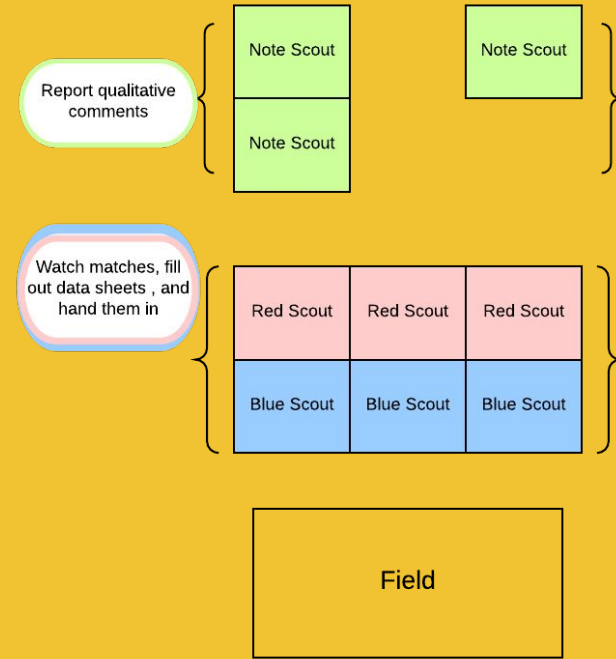 Note Scout
Note Scout
Report qualitative
comments
Note Scout
Watch matches, fill
out data sheets , and
hand them in
Red Scout
Red Scout
Red Scout
Blue Scout
Blue Scout
Blue Scout
Field